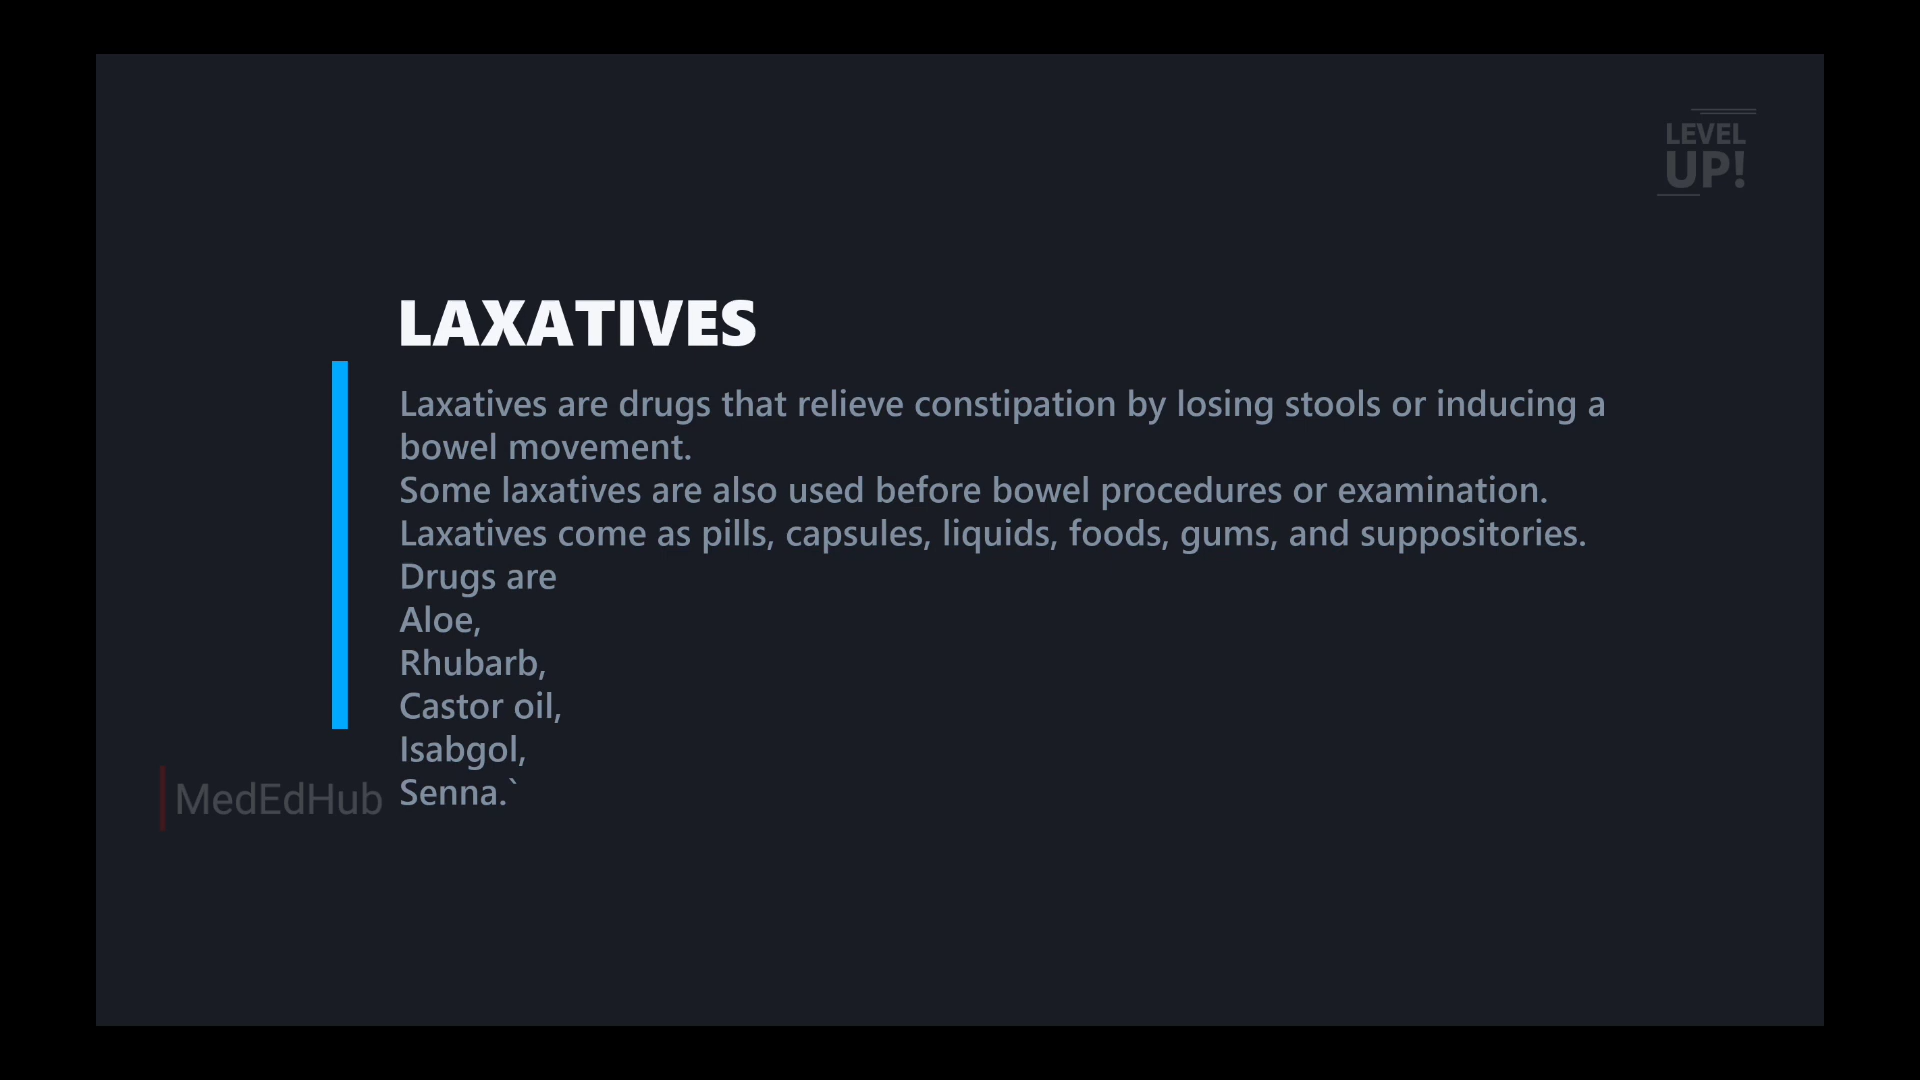 LEVEL
UP!
LAXATIVES
Laxatives are drugs that relieve constipation by losing stools or inducing a
bowel movement.
Some laxatives are also used before bowel procedures or examination.
Laxatives come as pills, capsules, liquids, foods, gums, and suppositories.
Drugs are
Aloe,
Rhubarb,
Castor oil,
Isabgol,
Senna.`
MedEdHub